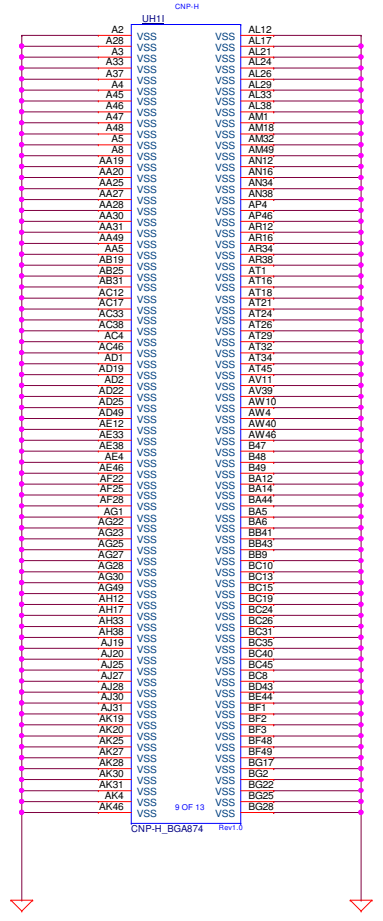 CNP-H
UH1I
A2 VSS VSS AL12
A28 VSS VSS AL17
A3 VSS VSS AL21
A33 VSS VSS AL24
A37 VSS VSS AL26
A4 VSS VSS AL29
A45 VSS VSS AL33
A46 VSS VSS AL38
A47 VSS VSS AM1
A48 VSS VSS AM18
A5 VSS VSS AM32
A8 VSS VSS AM49
AA19 VSS VSS AN12
AA20 VSS VSS AN16
AA25 VSS VSS AN34
AA27 VSS VSS AN38
AA28 VSS VSS AP4
AA30 VSS VSS AP46
AA31 VSS VSS AR12
AA49 VSS VSS AR16
AA5 VSS VSS AR34
AB19 VSS VSS AR38
AB25 VSS VSS AT1
AB31 VSS VSS AT16
AC12 VSS VSS AT18
AC17 VSS VSS AT21
AC33 VSS VSS AT24
AC38 VSS VSS AT26
AC4 VSS VSS AT29
AC46 VSS VSS AT32
AD1 VSS VSS AT34
AD19 VSS VSS AT45
AD2 VSS VSS AV11
AD22 VSS VSS AV39
AD25 VSS VSS AW10
AD49 VSS VSS AW4
AE12 VSS VSS AW40
AE33 VSS VSS AW46
AE38 VSS VSS B47
AE4 VSS VSS B48
AE46 VSS VSS B49
AF22 VSS VSS BA12
AF25 VSS VSS BA14
AF28 VSS VSS BA44
AG1 VSS VSS BA5
AG22 VSS VSS BA6
AG23 VSS VSS BB41
AG25 VSS VSS BB43
AG27 VSS VSS BB9
AG28 VSS VSS BC10
AG30 VSS VSS BC13
AG49 VSS VSS BC15
AH12 VSS VSS BC19
AH17 VSS VSS BC24
AH33 VSS VSS BC26
AH38 VSS VSS BC31
AJ19 VSS VSS BC35
AJ20 VSS VSS BC40
AJ25 VSS VSS BC45
AJ27 VSS VSS BC8
AJ28 VSS VSS BD43
AJ30 VSS VSS BE44
AJ31 VSS VSS BF1
AK19 VSS VSS BF2
AK20 VSS VSS BF3
AK25 VSS VSS BF48
AK27 VSS VSS BF49
AK28 VSS VSS BG17
AK30 VSS VSS BG2
AK31 VSS VSS BG22
AK4 VSS VSS BG25
AK46 VSS VSS BG28
9 OF 13
CNP-H_BGA874 Rev1.0